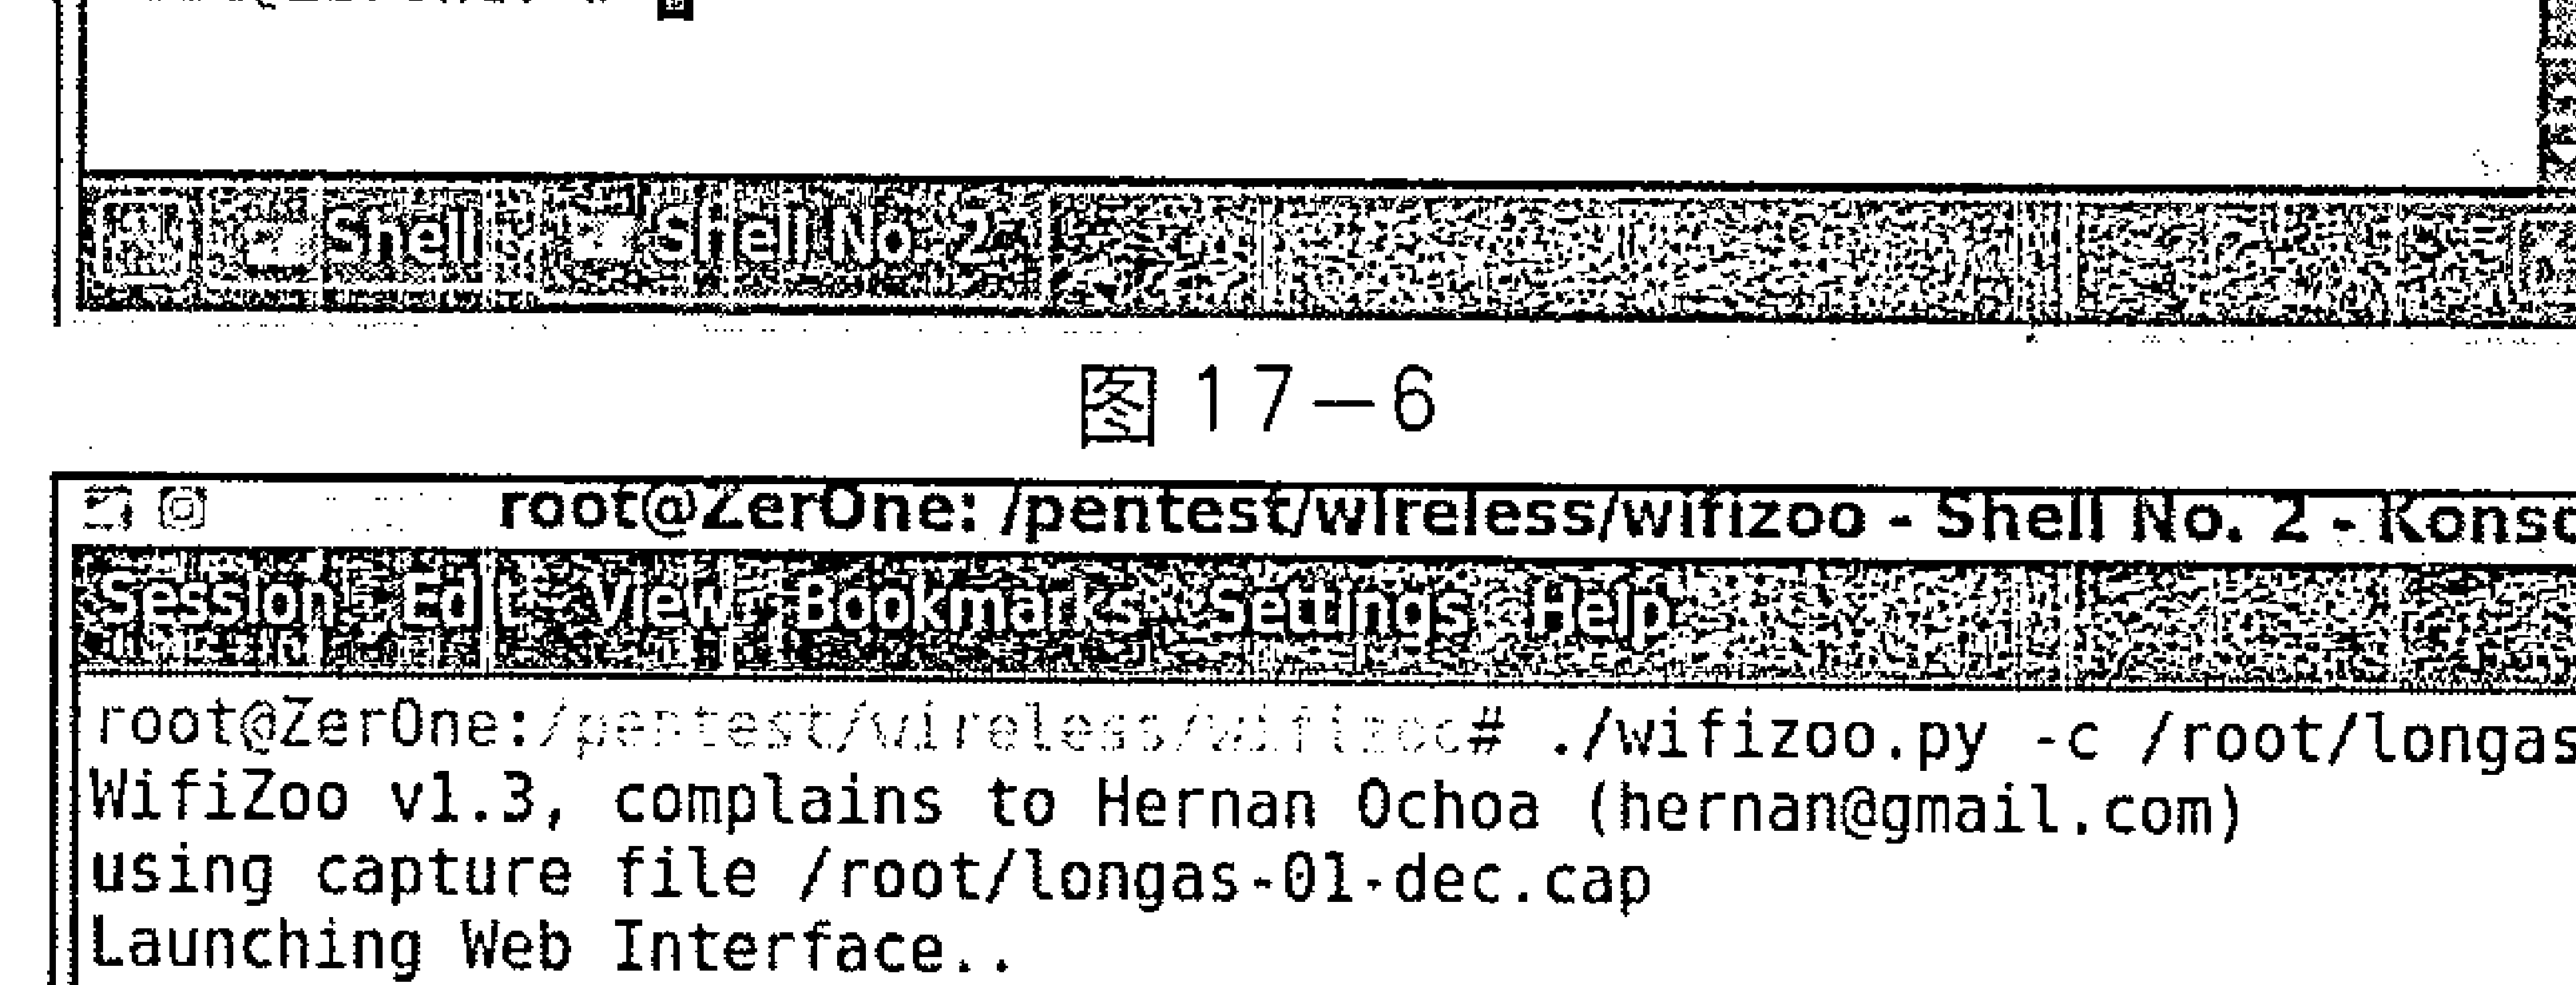 Shell Shell No. 2
图 17-6
root@ZerOne: /pentest/wireless/wifizoo - Shell No. 2 - Konso
Session Edit View Bookmarks Settings Help
root@ZerOne:/pentest/wireless/wifizoo# ./wifizoo.py -c /root/longas
WifiZoo v1.3, complains to Hernan Ochoa (hernan@gmail.com)
using capture file /root/longas-01-dec.cap
Launching Web Interface..